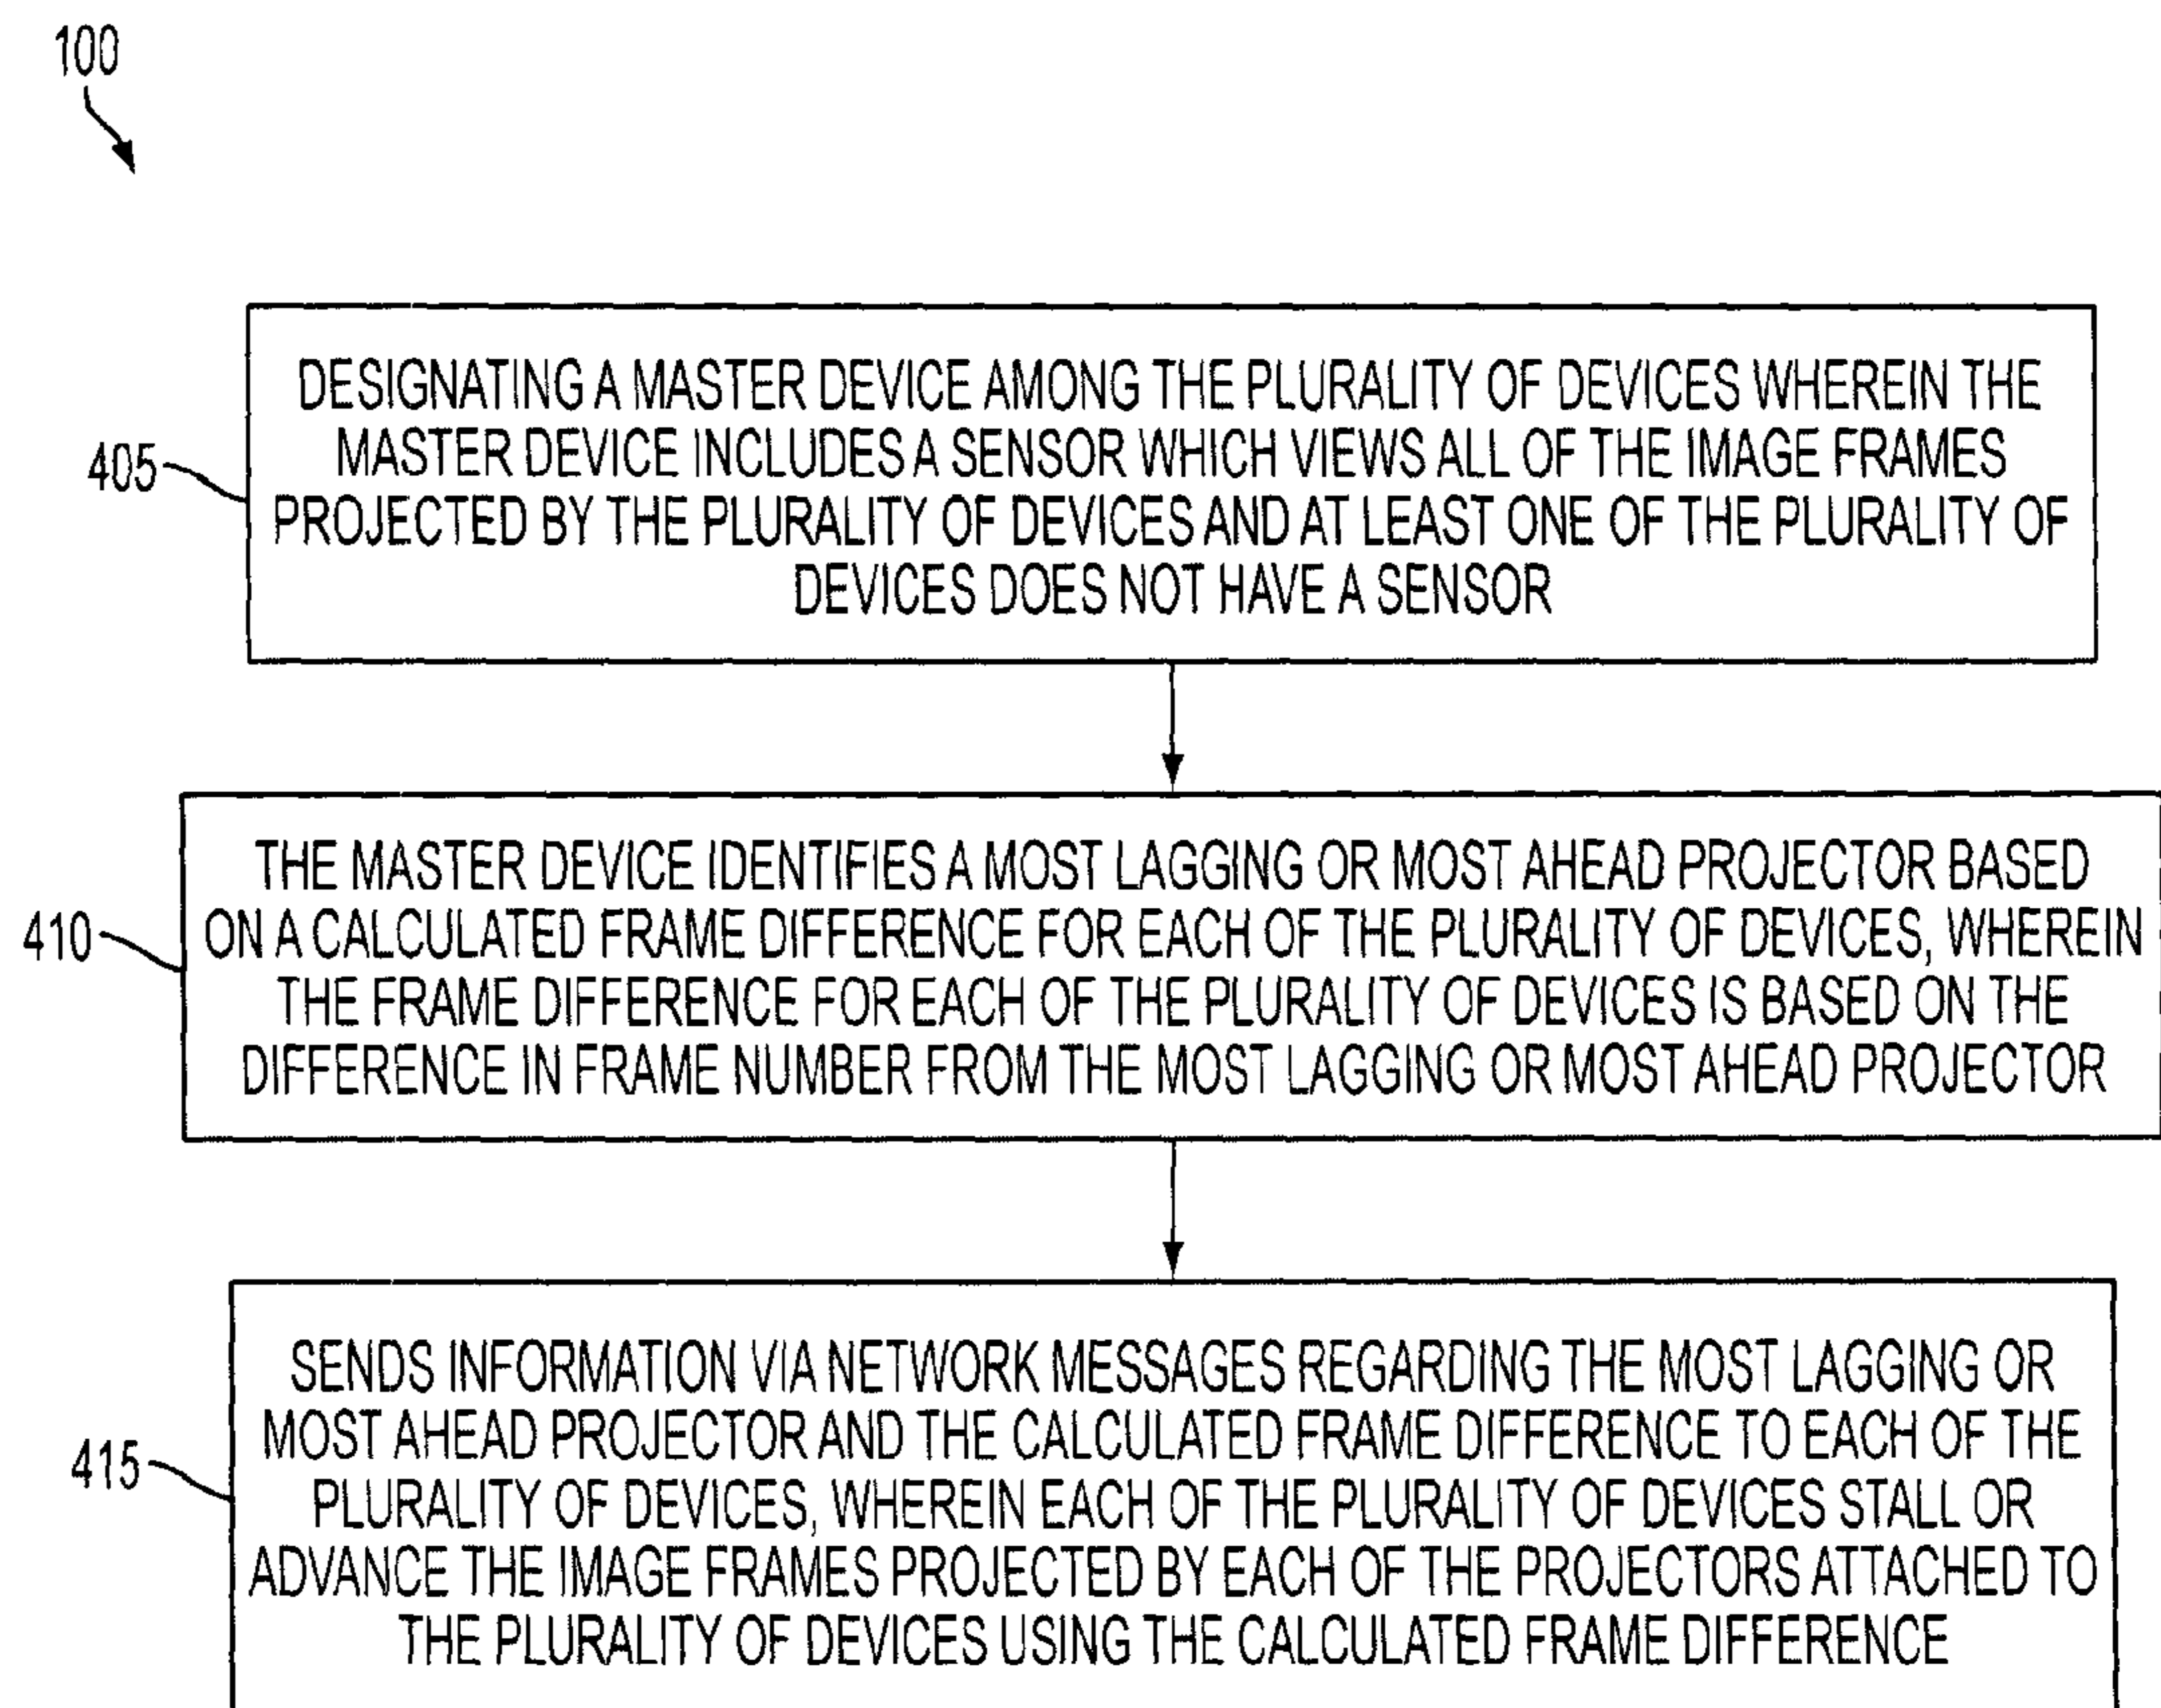 100
DESIGNATING A MASTER DEVICE AMONG THE PLURALITY OF DEVICES WHEREIN THE
MASTER DEVICE INCLUDES A SENSOR WHICH VIEWS ALL OF THE IMAGE FRAMES
PROJECTED BY THE PLURALITY OF DEVICES AND AT LEAST ONE OF THE PLURALITY OF
DEVICES DOES NOT HAVE A SENSOR
405
THE MASTER DEVICE IDENTIFIES A MOST LAGGING OR MOST AHEAD PROJECTOR BASED
ON A CALCULATED FRAME DIFFERENCE FOR EACH OF THE PLURALITY OF DEVICES, WHEREIN
THE FRAME DIFFERENCE FOR EACH OF THE PLURALITY OF DEVICES IS BASED ON THE
DIFFERENCE IN FRAME NUMBER FROM THE MOST LAGGING OR MOST AHEAD PROJECTOR
410
SENDS INFORMATION VIA NETWORK MESSAGES REGARDING THE MOST LAGGING OR
MOST AHEAD PROJECTOR AND THE CALCULATED FRAME DIFFERENCE TO EACH OF THE
PLURALITY OF DEVICES, WHEREIN EACH OF THE PLURALITY OF DEVICES STALL OR
ADVANCE THE IMAGE FRAMES PROJECTED BY EACH OF THE PROJECTORS ATTACHED TO
THE PLURALITY OF DEVICES USING THE CALCULATED FRAME DIFFERENCE
415